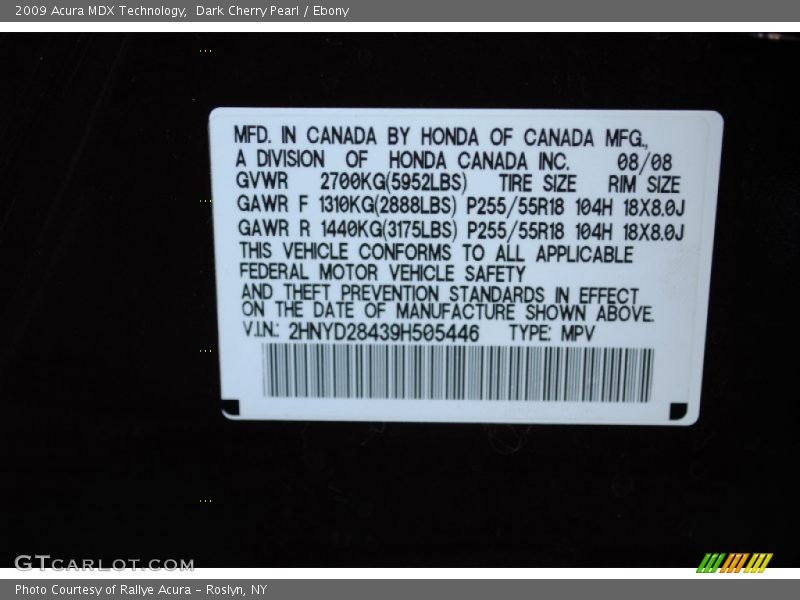 2009 Acura MDX Technology,  Dark Cherry Pearl / Ebony
MFD. IN CANADA BY HONDA OF CANADA MFG.,
A DIVISION OF HONDA CANADA INC. 08/08
GVWR 2700KG(5952LBS) TIRE SIZE RIM SIZE
GAWR F 1310KG(2888LBS) P255/55R18 104H 18X8.0J
GAWR R 1440KG(3175LBS) P255/55R18 104H 18X8.0J
THIS VEHICLE CONFORMS TO ALL APPLICABLE
FEDERAL MOTOR VEHICLE SAFETY
AND THEFT PREVENTION STANDARDS IN EFFECT
ON THE DATE OF MANUFACTURE SHOWN ABOVE.
V.I.N.: 2HNYD28439H505446 TYPE: MPV
GTCARLOT.COM
Photo Courtesy of Rallye Acura – Roslyn, NY